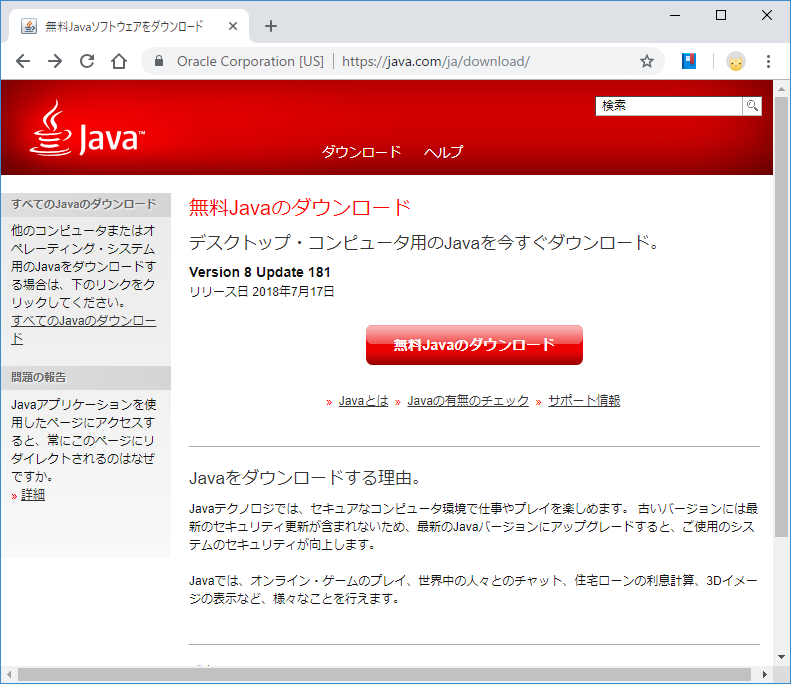 無料Javaソフトウェアをダウンロード
Oracle Corporation [US]
https://java.com/ja/download/
Java™
検索
ダウンロード ヘルプ
すべてのJavaのダウンロード
他のコンピュータまたはオ
ペレーティング・システム
用のJavaをダウンロードす
る場合は、下のリンクをク
リックしてください。
すべてのJavaのダウンロー
ド
問題の報告
Javaアプリケーションを使
用したページにアクセスす
ると、常にこのページにリ
ダイレクトされるのはなぜ
ですか。
» 詳細
無料Javaのダウンロード
デスクトップ・コンピュータ用のJavaを今すぐダウンロード。
Version 8 Update 181
リリース日 2018年7月17日
無料Javaのダウンロード
» Javaとは » Javaの有無のチェック » サポート情報
Javaをダウンロードする理由。
Javaテクノロジでは、セキュアなコンピュータ環境で仕事やプレイを楽しめます。 古いバージョンには最
新のセキュリティ更新が含まれないため、最新のJavaバージョンにアップグレードすると、ご使用のシス
テムのセキュリティが向上します。
Javaでは、オンライン・ゲームのプレイ、世界中の人々とのチャット、住宅ローンの利息計算、3Dイメー
ジの表示など、様々なことを行えます。